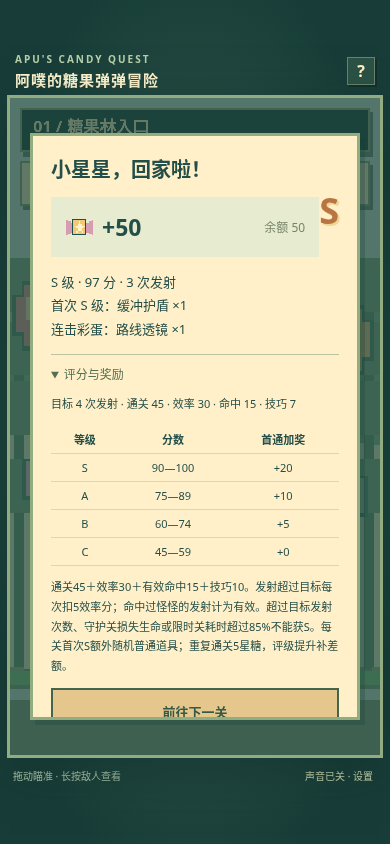 APU'S CANDY QUEST
阿噗的糖果弹弹冒险
?
01 / 糖果林入口
小星星，回家啦！
S
+50
余额 50
S 级 · 97 分 · 3 次发射
首次 S 级：缓冲护盾 ×1
连击彩蛋：路线透镜 ×1
▼ 评分与奖励
目标 4 次发射 · 通关 45 · 效率 30 · 命中 15 · 技巧 7
等级 分数 首通加奖
S 90—100 +20
A 75—89 +10
B 60—74 +5
C 45—59 +0
通关45＋效率30＋有效命中15＋技巧10。发射超过目标每
次扣5效率分；命中过怪怪的发射计为有效。超过目标发射
次数、守护关损失生命或限时关耗时超过85%不能获S。每
关首次S额外随机普通道具；重复通关5星糖，评级提升补差
额。
前往下一关
拖动瞄准 · 长按敌人查看
声音已关 · 设置